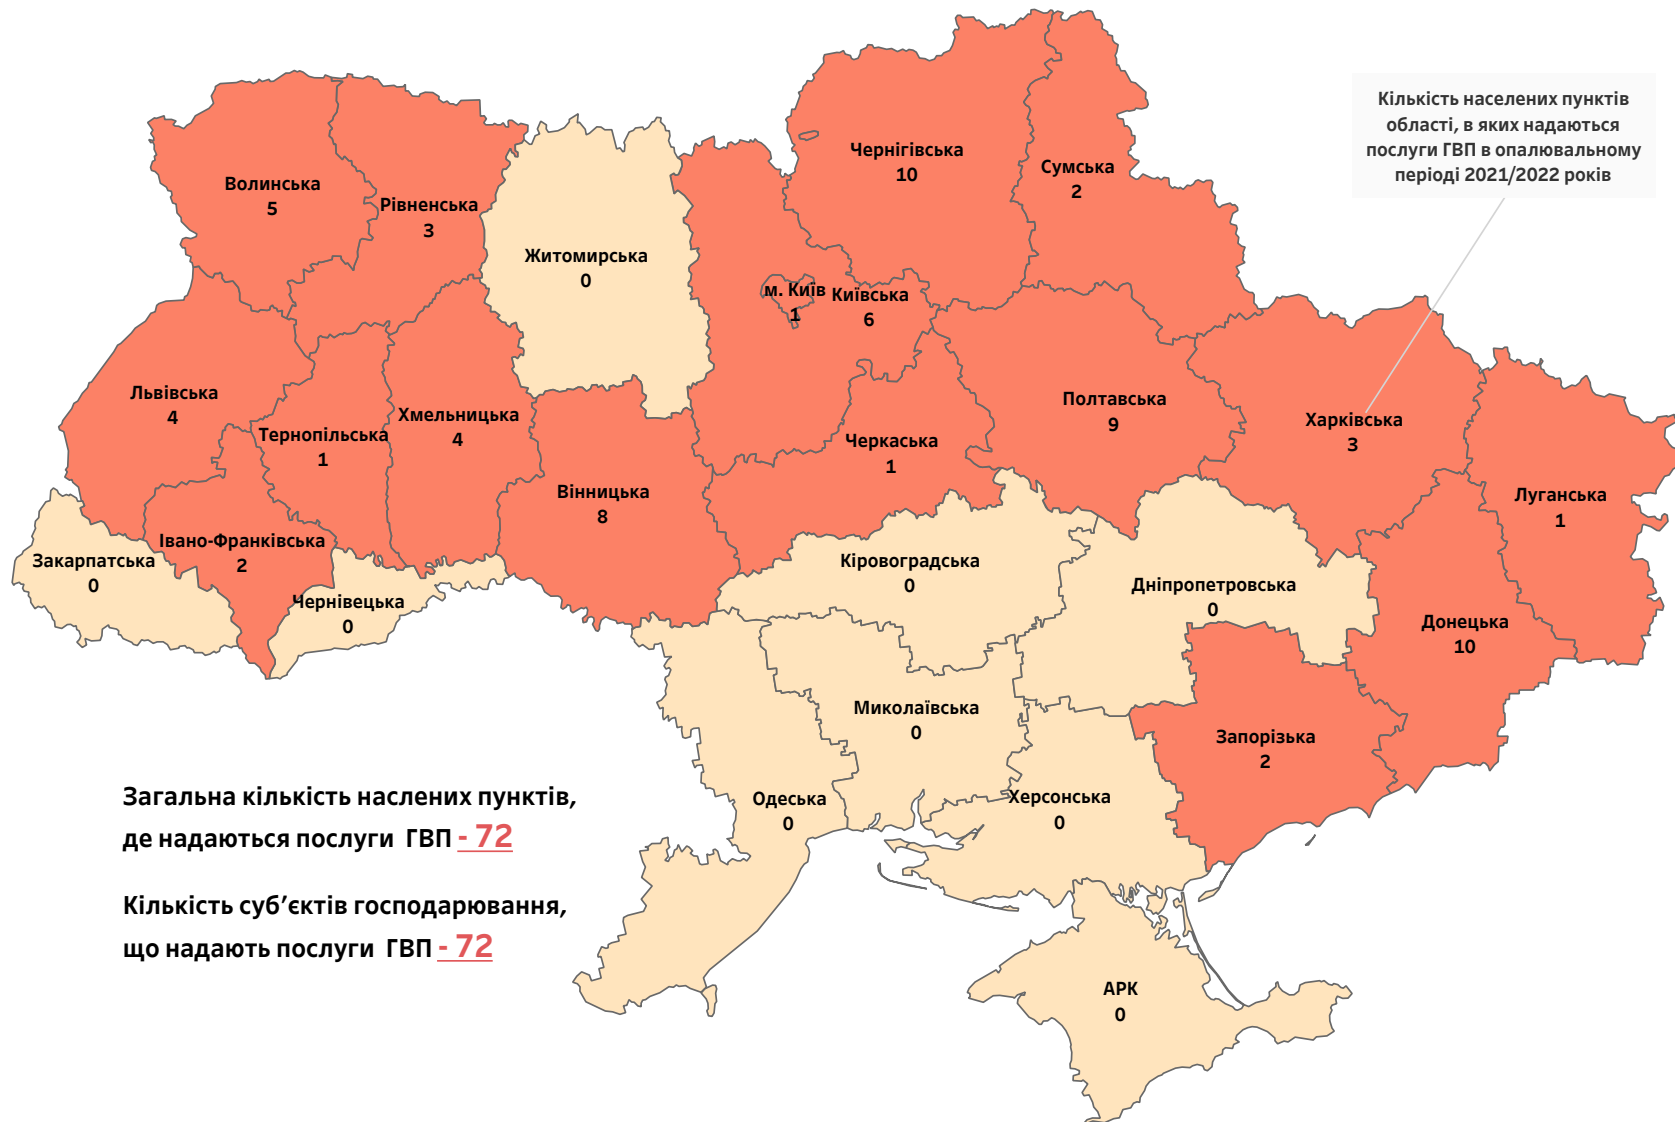 Кількість населених пунктів
області, в яких надаються
послуги ГВП в опалювальному
періоді 2021/2022 років
Чернігівська
10
Сумська
2
Волинська
5
Рівненська
3
Житомирська
0
м. Київ
1
Київська
6
Львівська
4
Тернопільська
1
Хмельницька
4
Вінницька
8
Черкаська
1
Полтавська
9
Харківська
3
Луганська
1
Закарпатська
0
Івано-Франківська
2
Чернівецька
0
Кіровоградська
0
Дніпропетровська
0
Донецька
10
Миколаївська
0
Запорізька
2
Одеська
0
Херсонська
0
АРК
0
Загальна кількість наслених пунктів,
де надаються послуги ГВП - 72
Кількість суб’єктів господарювання,
що надають послуги ГВП - 72